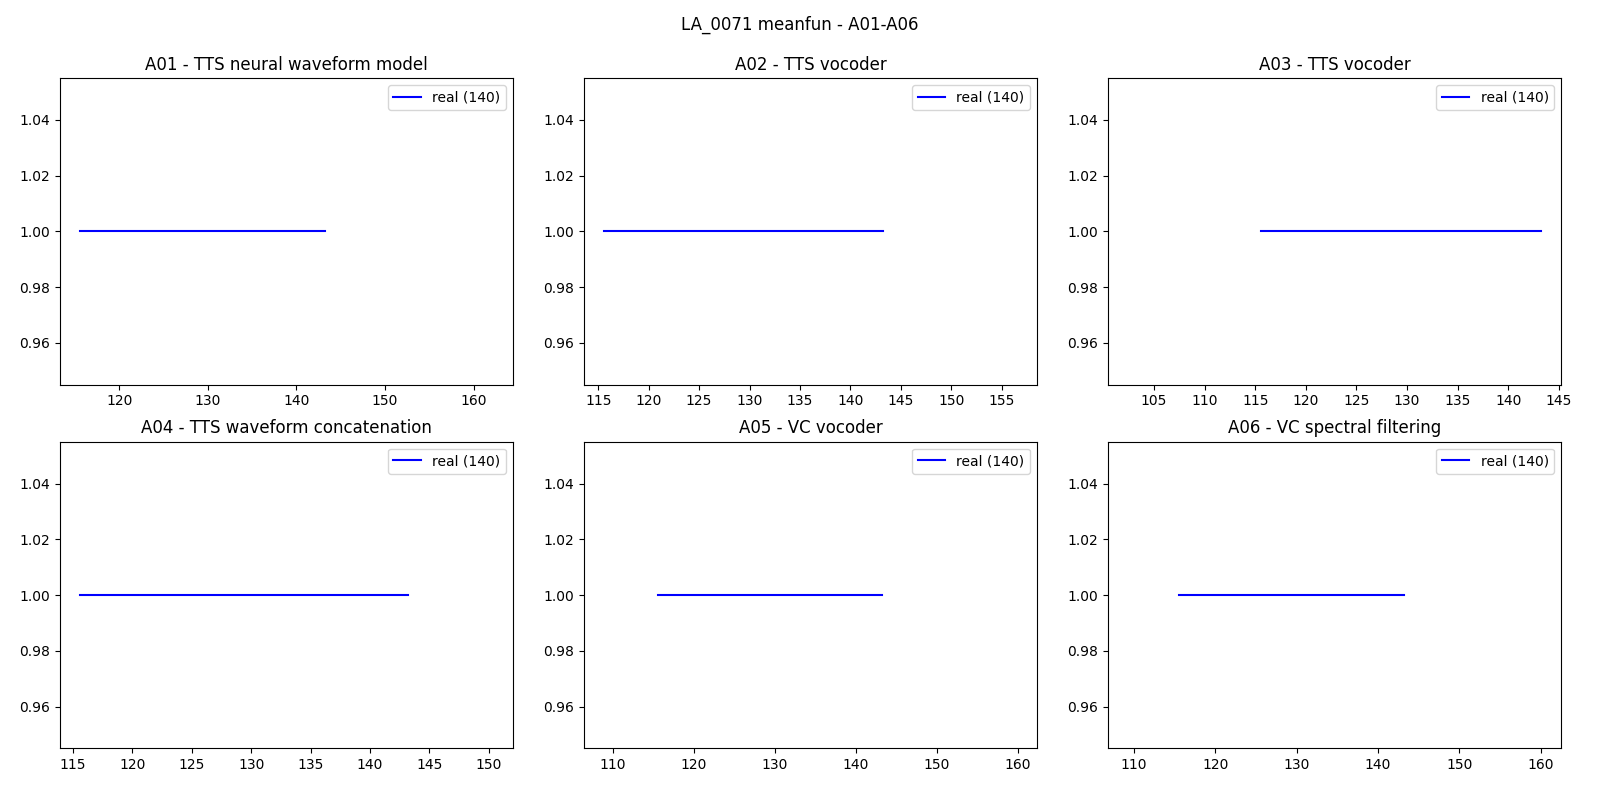 LA_0071 meanfun - A01-A06
A01 - TTS neural waveform model
real (140)
1.04
1.02
1.00
0.98
0.96
120 130 140 150 160
A02 - TTS vocoder
real (140)
1.04
1.02
1.00
0.98
0.96
115 120 125 130 135 140 145 150 155
A03 - TTS vocoder
real (140)
1.04
1.02
1.00
0.98
0.96
105 110 115 120 125 130 135 140 145
A04 - TTS waveform concatenation
real (140)
1.04
1.02
1.00
0.98
0.96
115 120 125 130 135 140 145 150
A05 - VC vocoder
real (140)
1.04
1.02
1.00
0.98
0.96
110 120 130 140 150 160
A06 - VC spectral filtering
real (140)
1.04
1.02
1.00
0.98
0.96
110 120 130 140 150 160